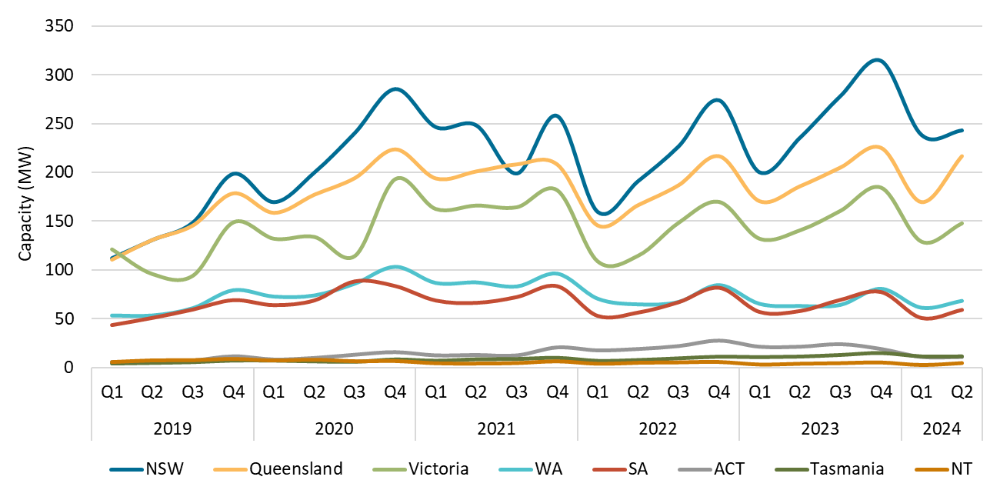 350
300
250
200
150
100
50
0
Capacity (MW)
Q1 Q2 Q3 Q4 Q1 Q2 Q3 Q4 Q1 Q2 Q3 Q4 Q1 Q2 Q3 Q4 Q1 Q2 Q3 Q4 Q1 Q2
2019 2020 2021 2022 2023 2024
NSW Queensland Victoria WA SA ACT Tasmania NT